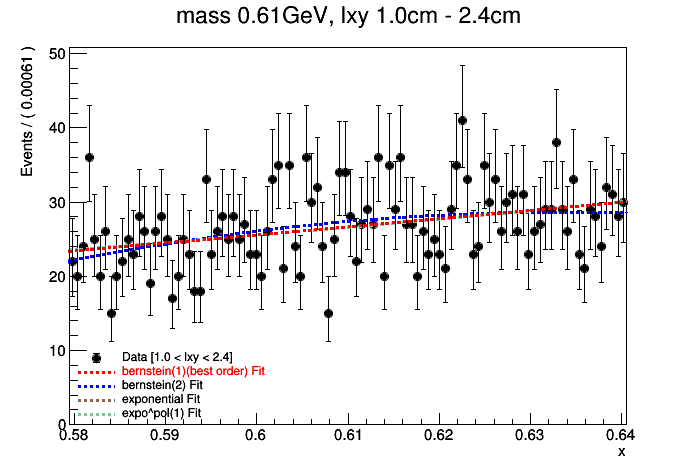 mass 0.61GeV, lxy 1.0cm - 2.4cm
Events / ( 0.00061 )
50
40
30
20
10
0
Data [1.0 < lxy < 2.4]
bernstein(1)(best order) Fit
bernstein(2) Fit
exponential Fit
expo^pol(1) Fit
0.58 0.59 0.6 0.61 0.62 0.63 0.64
x